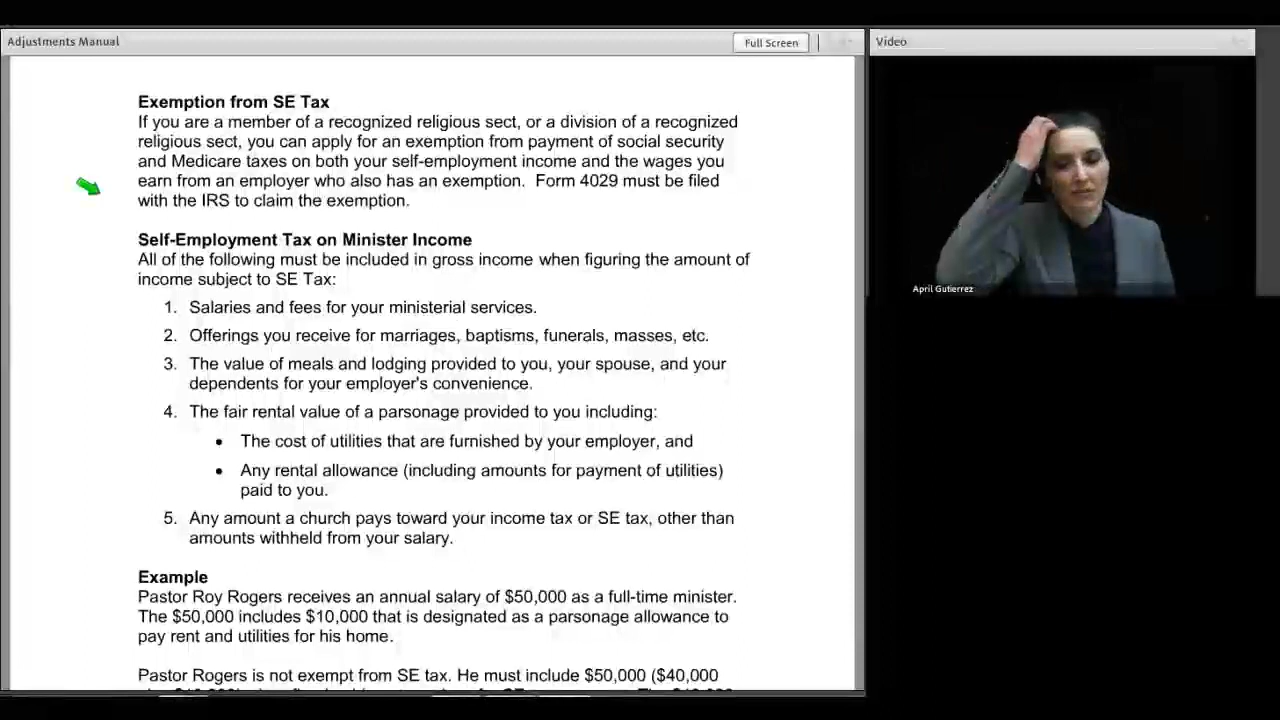 Adjustments Manual
Full Screen
Video
Exemption from SE Tax
If you are a member of a recognized religious sect, or a division of a recognized
religious sect, you can apply for an exemption from payment of social security
and Medicare taxes on both your self-employment income and the wages you
earn from an employer who also has an exemption. Form 4029 must be filed
with the IRS to claim the exemption.
Self-Employment Tax on Minister Income
All of the following must be included in gross income when figuring the amount of
income subject to SE Tax:
1. Salaries and fees for your ministerial services.
2. Offerings you receive for marriages, baptisms, funerals, masses, etc.
3. The value of meals and lodging provided to you, your spouse, and your
dependents for your employer's convenience.
4. The fair rental value of a parsonage provided to you including:
• The cost of utilities that are furnished by your employer, and
• Any rental allowance (including amounts for payment of utilities)
paid to you.
5. Any amount a church pays toward your income tax or SE tax, other than
amounts withheld from your salary.
Example
Pastor Roy Rogers receives an annual salary of $50,000 as a full-time minister.
The $50,000 includes $10,000 that is designated as a parsonage allowance to
pay rent and utilities for his home.
Pastor Rogers is not exempt from SE tax. He must include $50,000 ($40,000
April Gutierrez